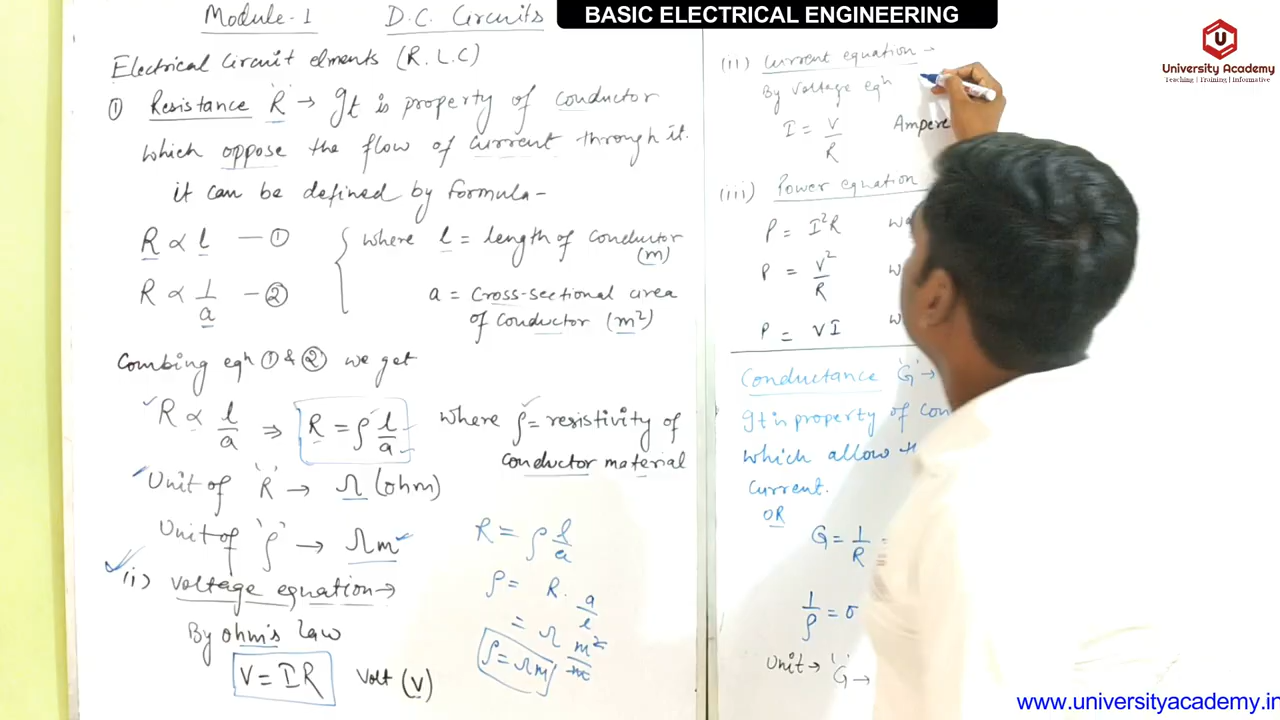 BASIC ELECTRICAL ENGINEERING
University Academy
Teaching | Training | Informative
Module-1 D.C. Circuits
Electrical Circuit elments (R.L.C)
① Resistance 'R' → It is property of conductor
which oppose the flow of current through it.
it can be defined by formula-
R ∝ l — ①
R ∝ 1/a — ②
where l = length of conductor (m)
a = Cross-sectional area
of conductor (m²)
Combing eqn ① & ② we get
R ∝ l/a ⇒ R = ρ l/a where ρ = resistivity of
conductor material
Unit of 'R' → Ω (ohm)
Unit of 'ρ' → Ωm
R = ρ l/a
ρ = R. a/l
= Ω m²/m
ρ = Ωm
(i) voltage equation →
By ohm's law
V = IR Volt (V)
(ii) Current equation →
By voltage eqn
I = V/R Ampere
(iii) Power equation
P = I²R
P = V²/R
P = VI
Conductance 'G' →
It is property of
which allow
current.
OR
G = 1/R =
1/ρ = σ
Unit → 'G' →
www.universityacademy.in